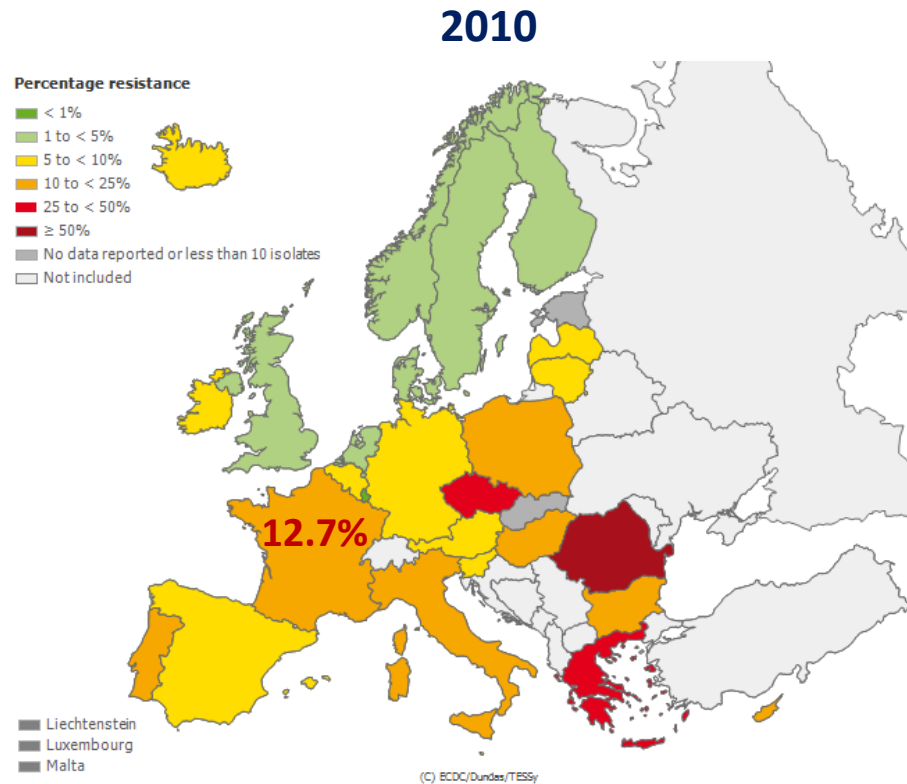 2010
Percentage resistance
< 1%
1 to < 5%
5 to < 10%
10 to < 25%
25 to < 50%
≥ 50%
No data reported or less than 10 isolates
Not included
12.7%
Liechtenstein
Luxembourg
Malta
(C) ECDC/Dundas/TESSy